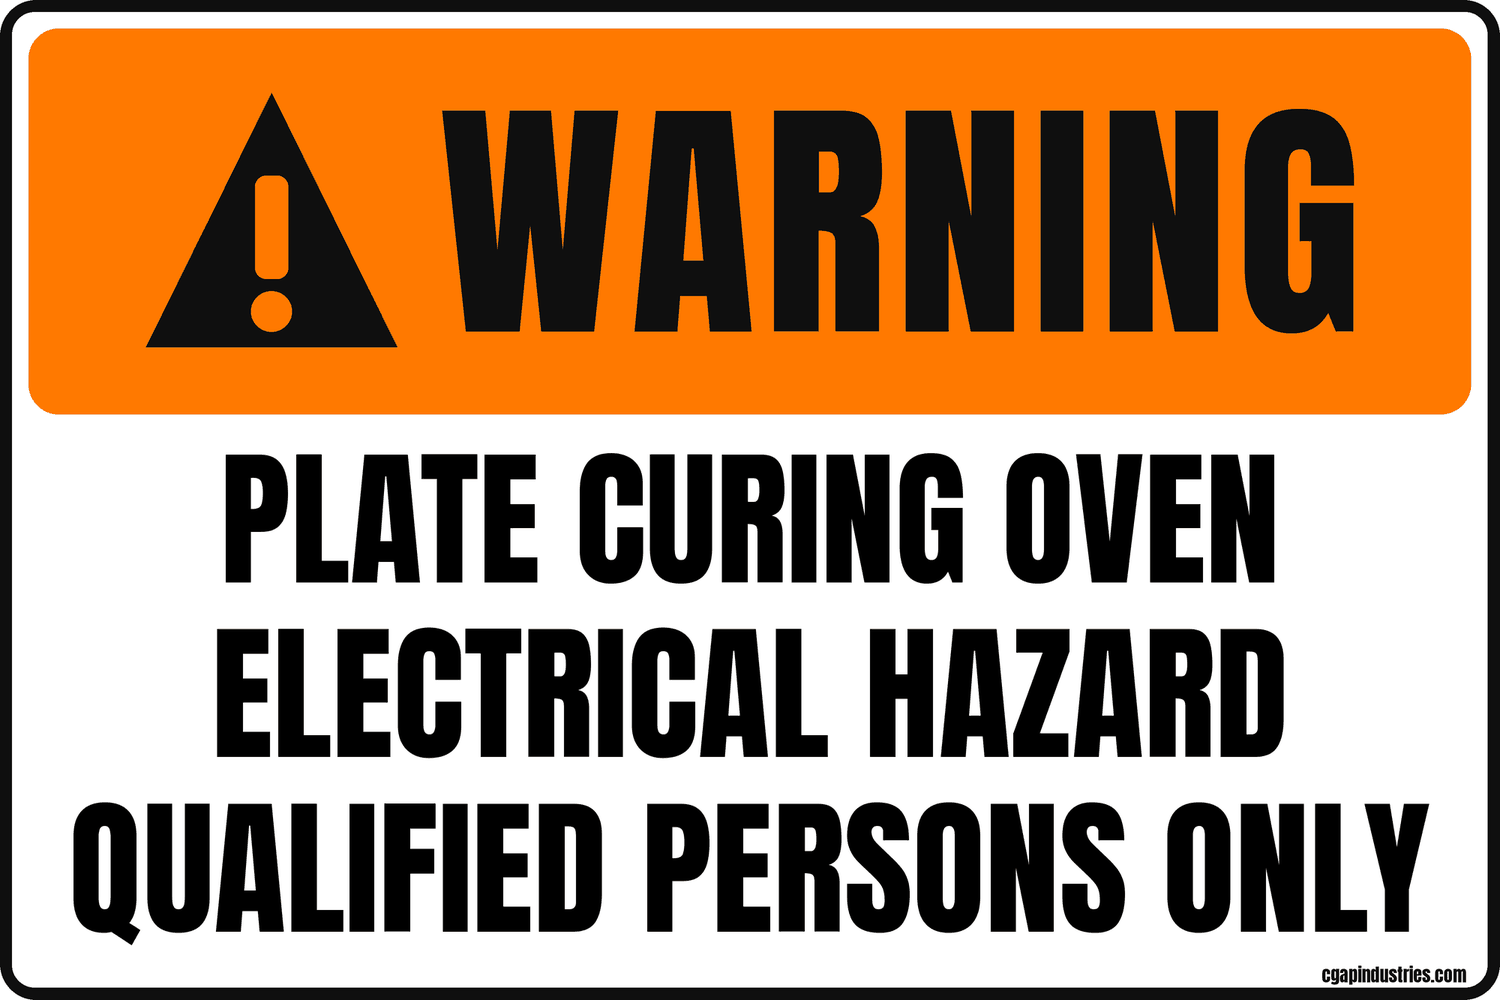 WARNING
PLATE CURING OVEN
ELECTRICAL HAZARD
QUALIFIED PERSONS ONLY
cgapindustries.com